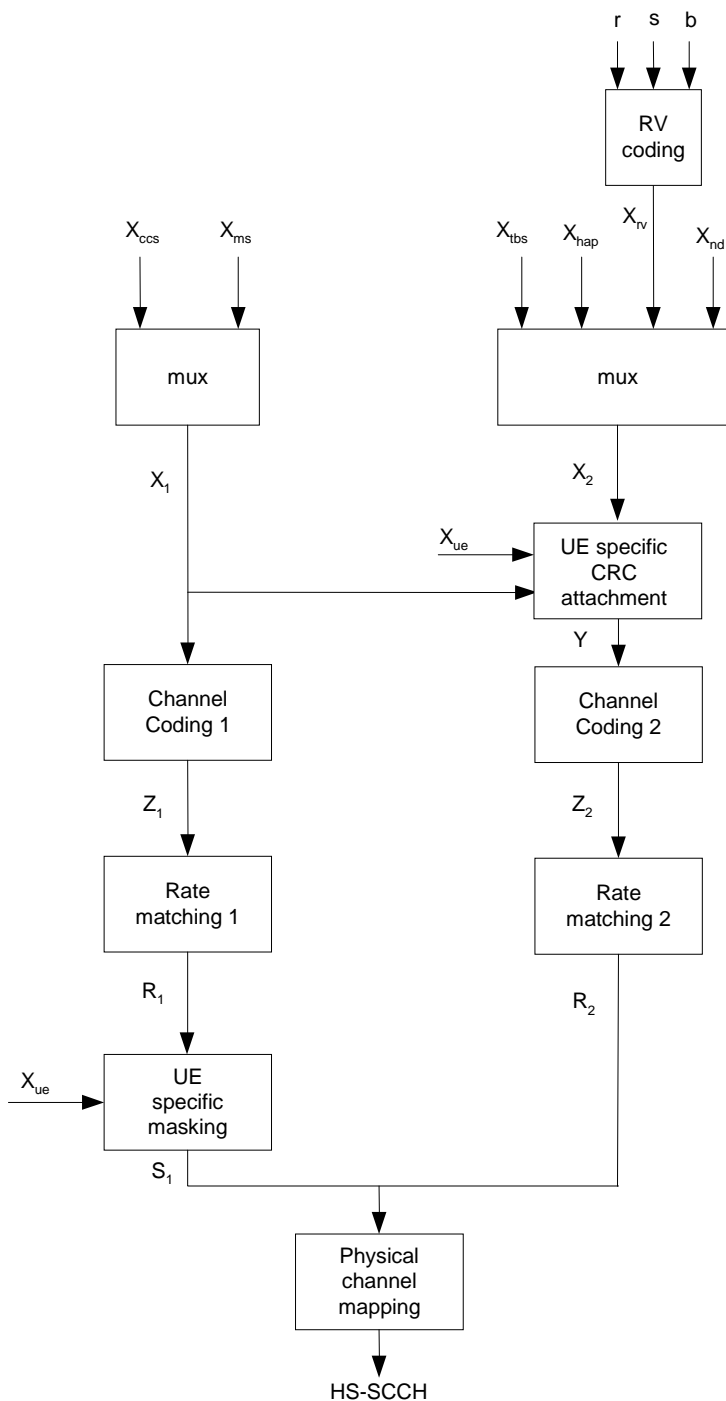 r s b
RV
coding
X_ccs X_ms X_tbs X_hap X_rv X_nd
mux mux
X_1 X_2
X_ue
UE specific
CRC
attachment
Y
Channel
Coding 1
Channel
Coding 2
Z_1 Z_2
Rate
matching 1
Rate
matching 2
R_1 R_2
X_ue
UE
specific
masking
S_1
Physical
channel
mapping
HS-SCCH